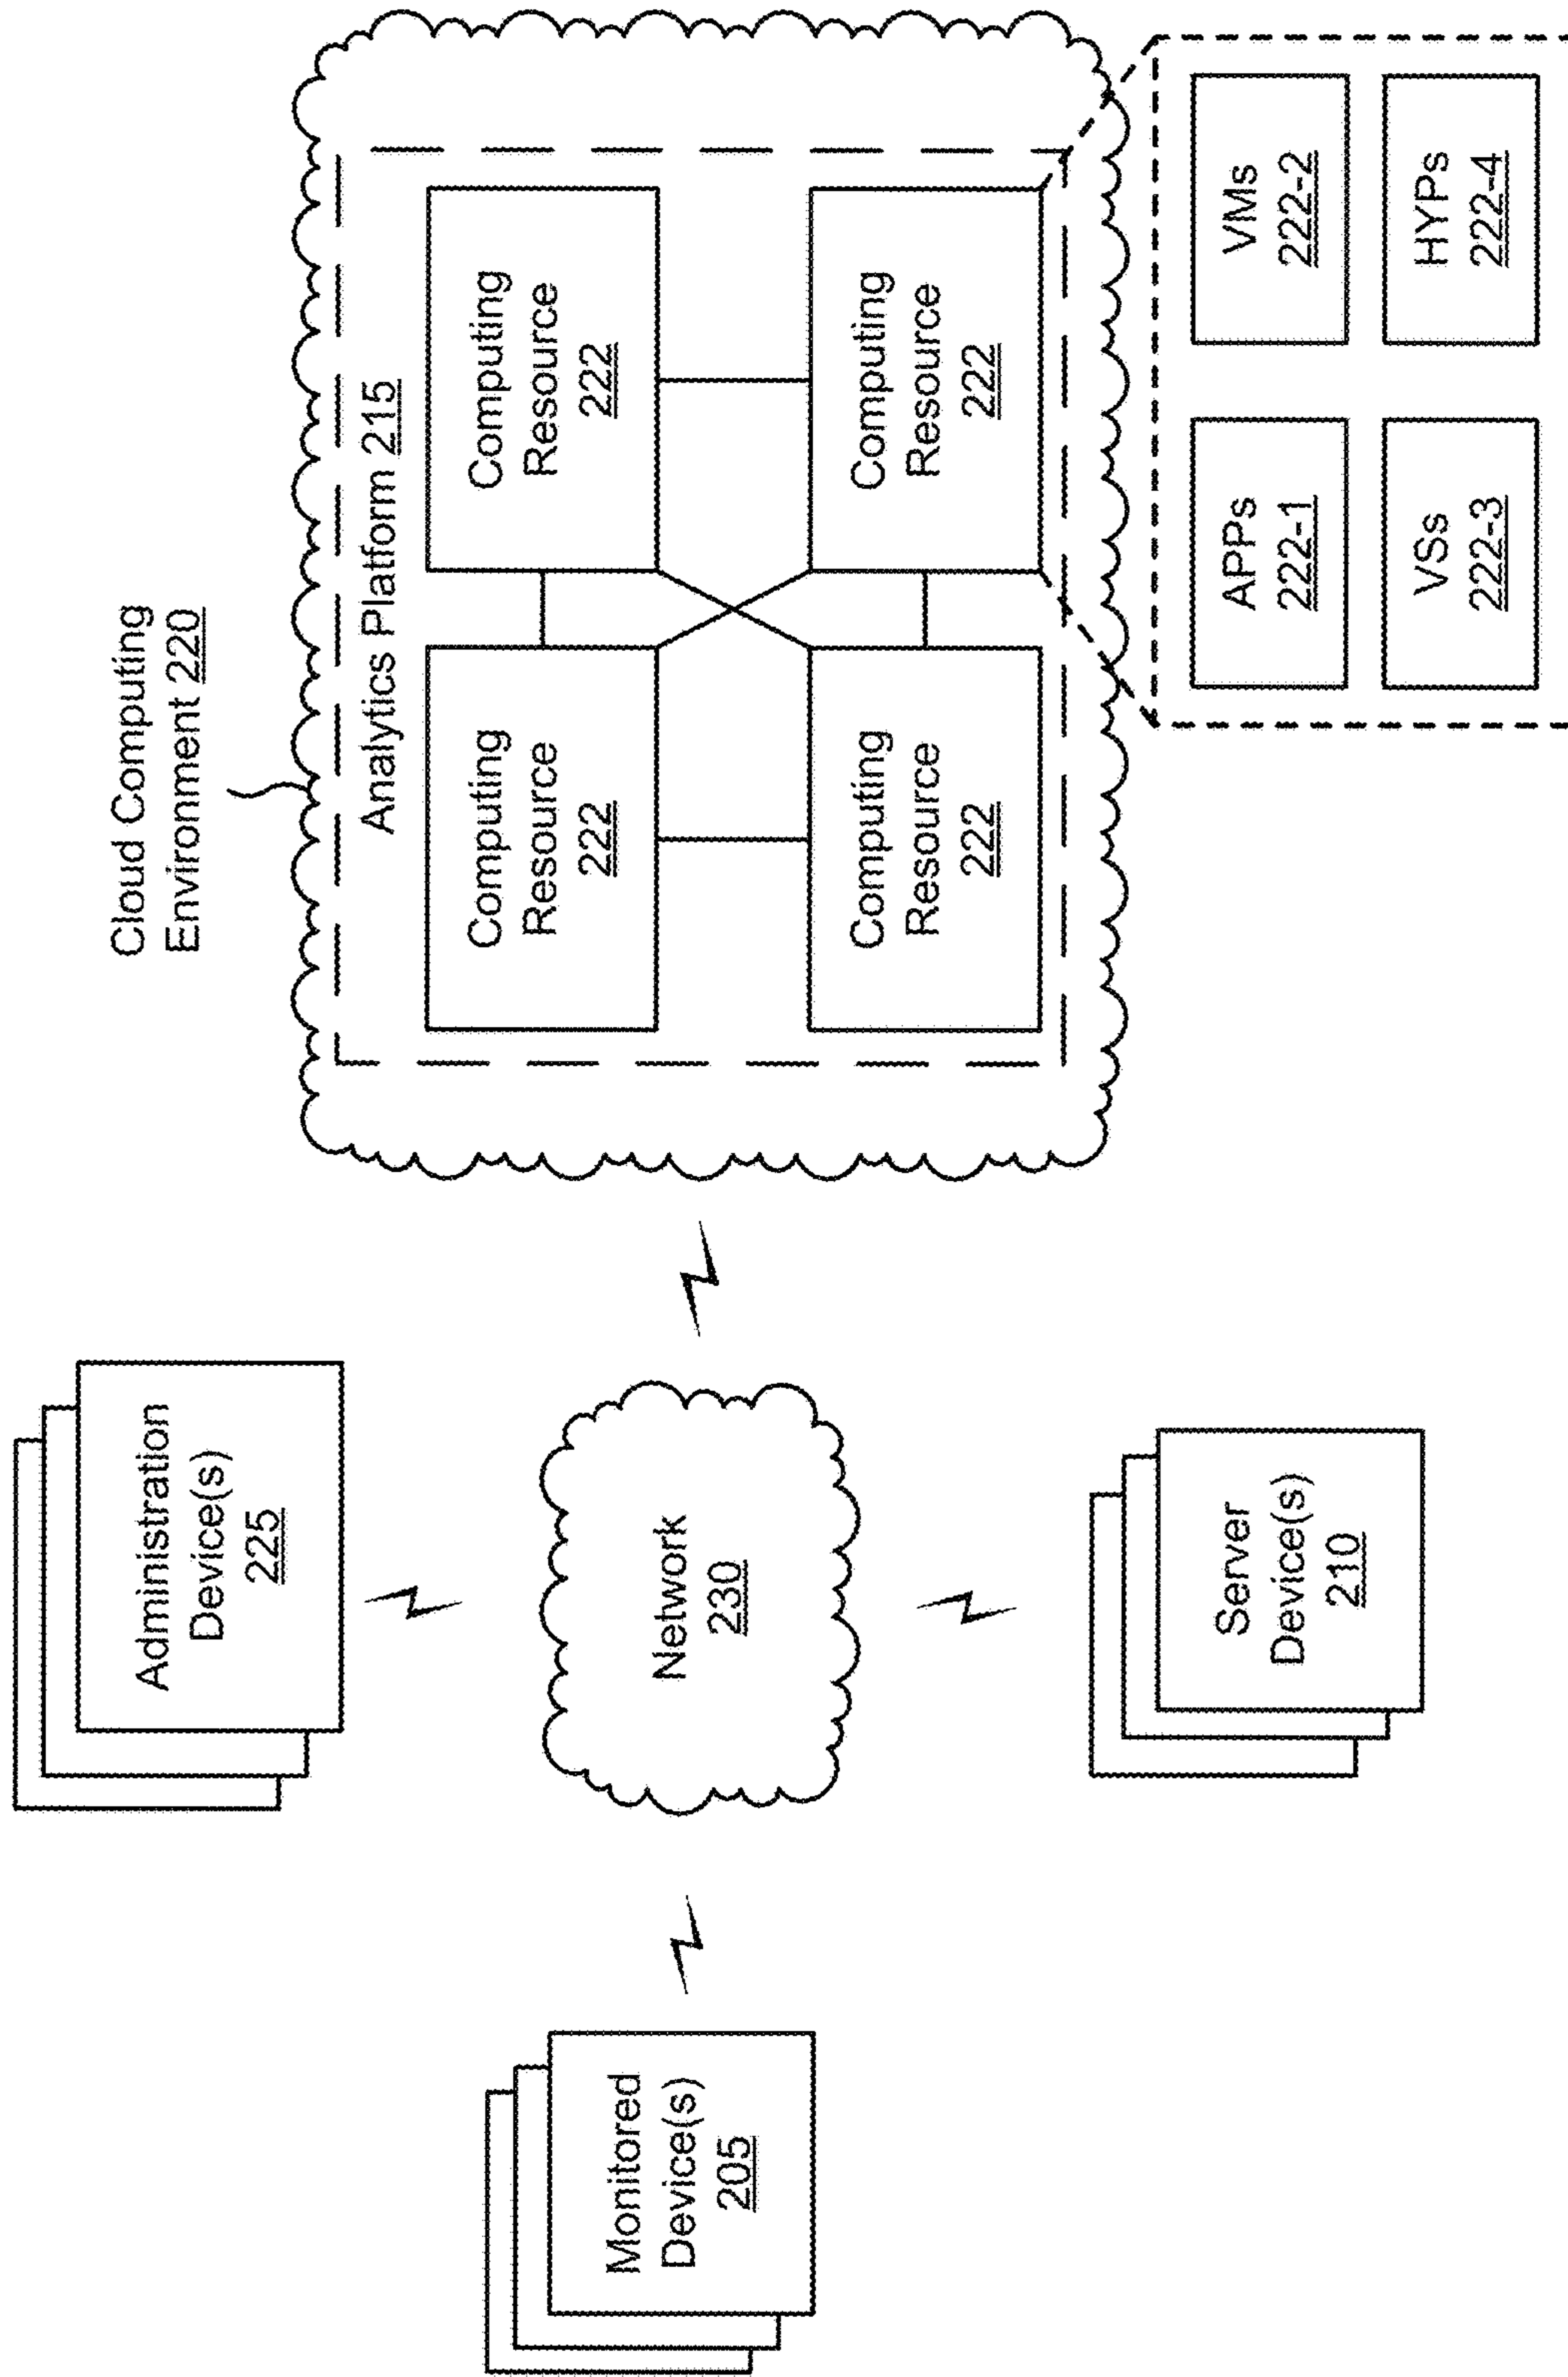 Cloud Computing
Environment 220
Analytics Platform 215
Computing
Resource
222
Computing
Resource
222
Computing
Resource
222
Computing
Resource
222
APPs
222-1
VMs
222-2
VSs
222-3
HYPs
222-4
Administration
Device(s)
225
Network
230
Monitored
Device(s)
205
Server
Device(s)
210